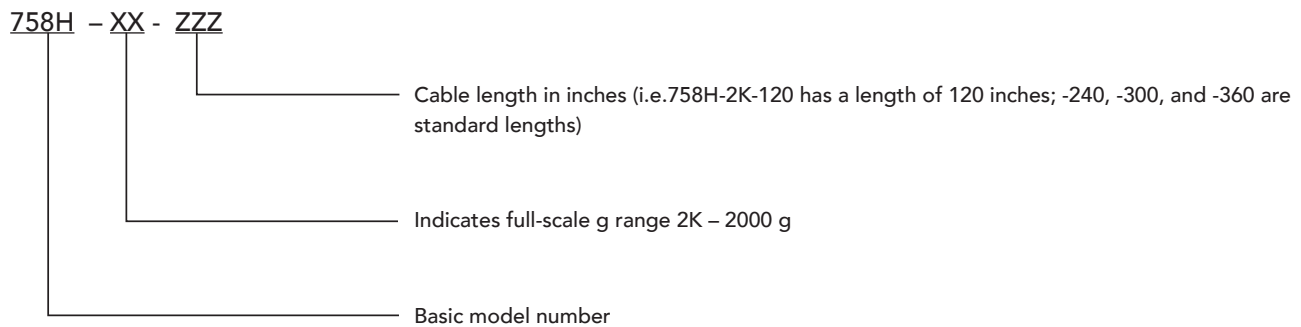 758H – XX - ZZZ
Cable length in inches (i.e.758H-2K-120 has a length of 120 inches; -240, -300, and -360 are
standard lengths)
Indicates full-scale g range 2K – 2000 g
Basic model number